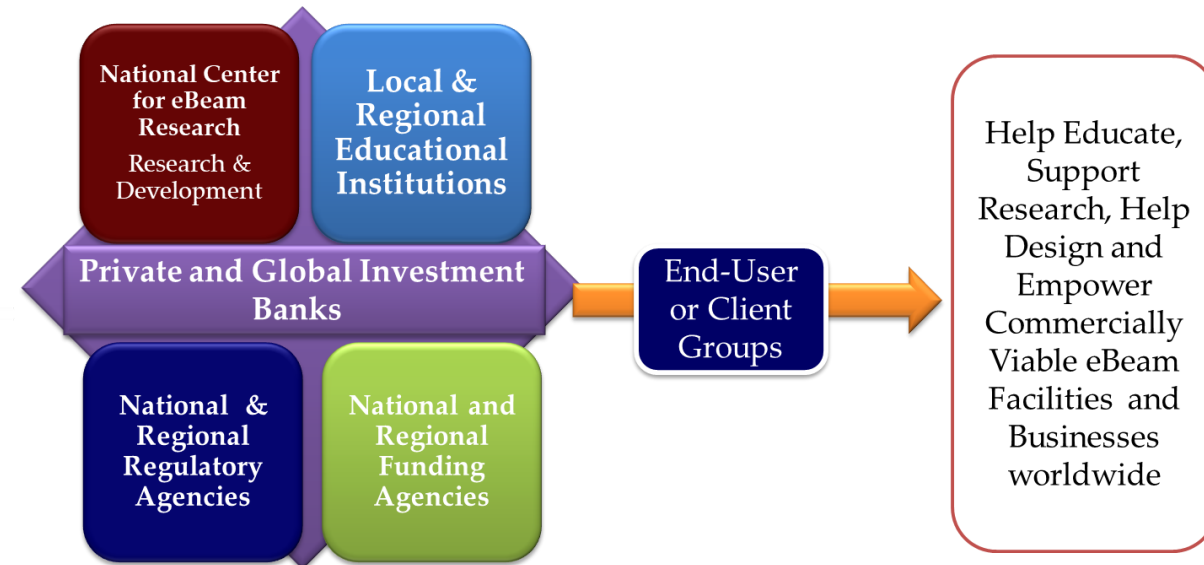 National Center
for eBeam
Research
Research &
Development
Local &
Regional
Educational
Institutions
Private and Global Investment
Banks
National & 
Regional
Regulatory
Agencies
National and
Regional
Funding
Agencies
End-User
or Client
Groups
Help Educate,
Support
Research, Help
Design and
Empower
Commercially
Viable eBeam
Facilities and
Businesses
worldwide